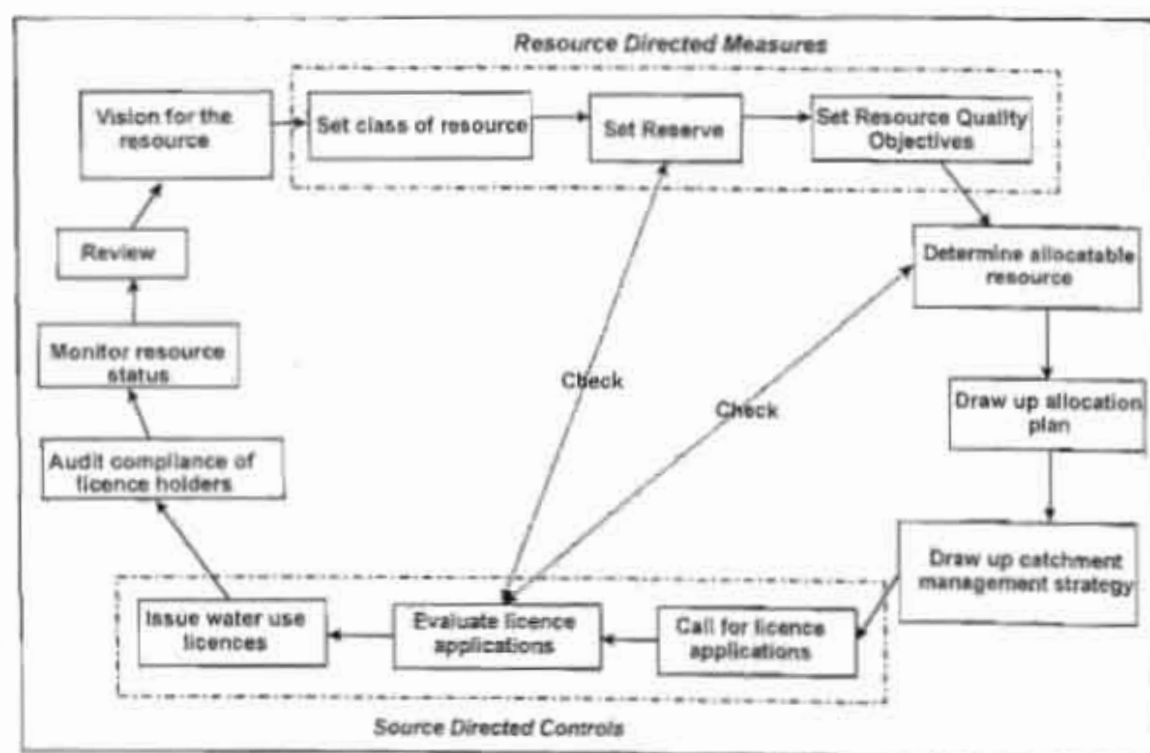 Resource Directed Measures
Vision for the
resource
Set class of resource
Set Reserve
Set Resource Quality
Objectives
Review
Determine allocatable
resource
Monitor resource
status
Check
Check
Draw up allocation
plan
Audit compliance of
licence holders
Draw up catchment
management strategy
Issue water use
licences
Evaluate licence
applications
Call for licence
applications
Source Directed Controls